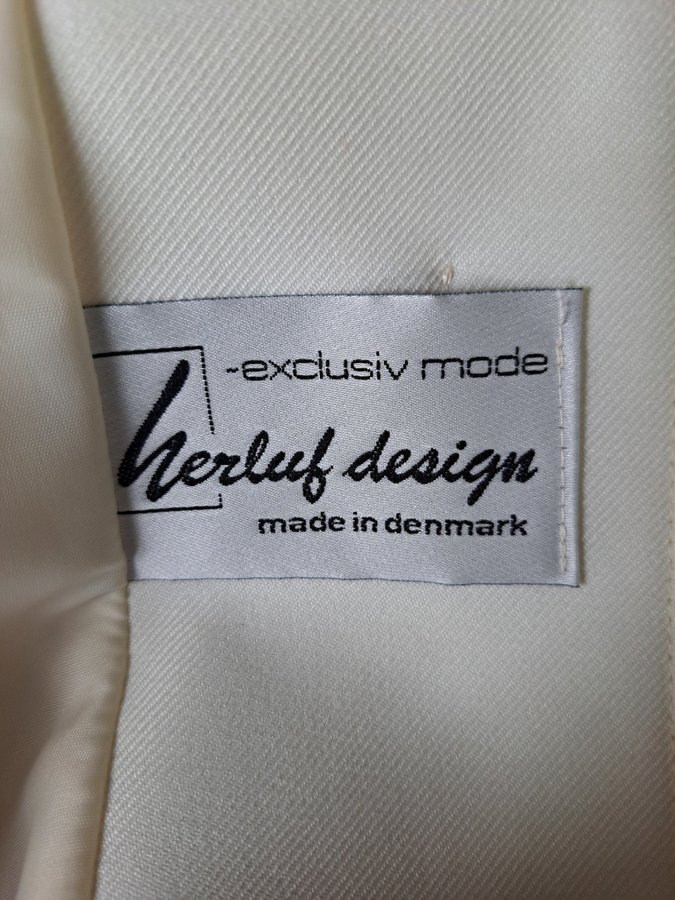 -exclusiv mode
herluf design
made in denmark